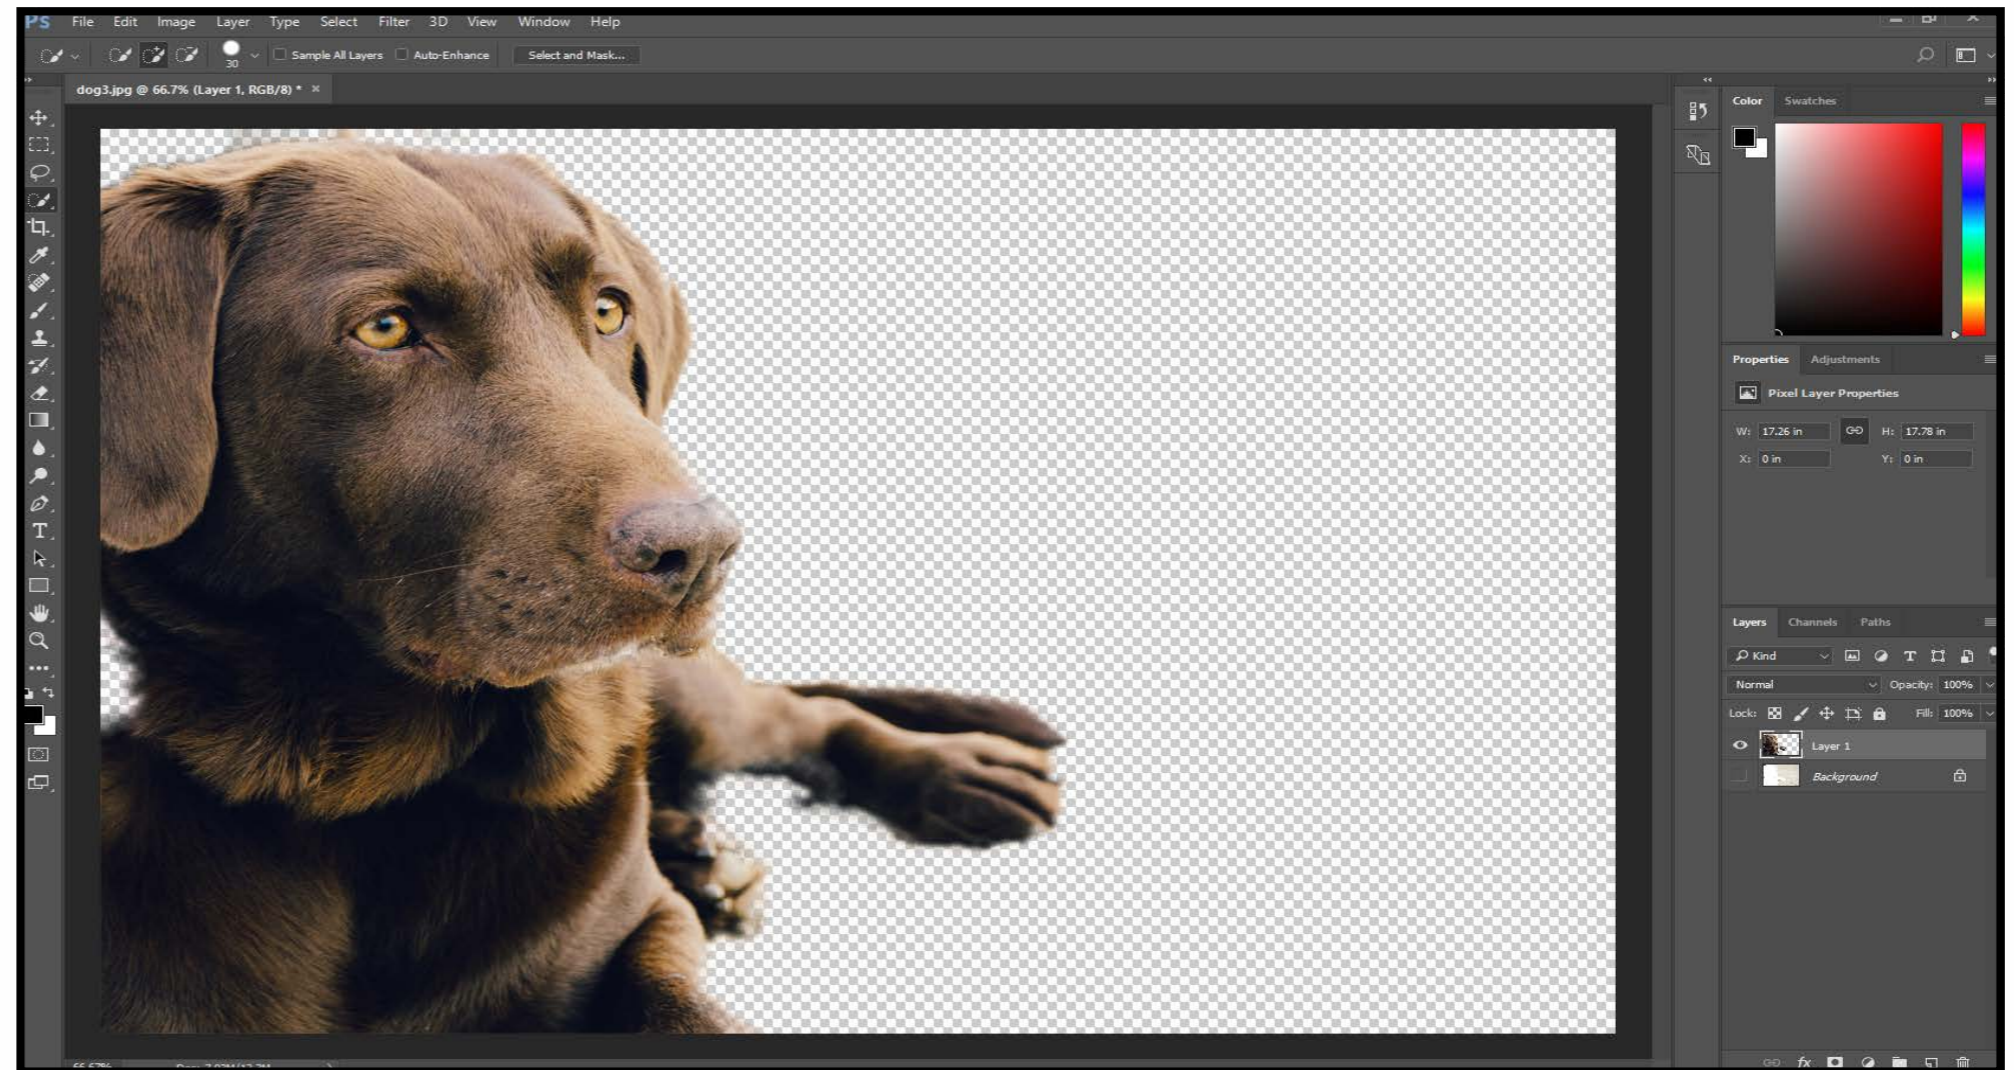 PS File Edit Image Layer Type Select Filter 3D View Window Help
30 Sample All Layers Auto-Enhance Select and Mask...
dog3.jpg @ 66.7% (Layer 1, RGB/8) * ×
Color Swatches
Properties Adjustments
Pixel Layer Properties
W: 17.26 in H: 17.78 in
X: 0 in Y: 0 in
Layers Channels Paths
Kind
Normal Opacity: 100%
Lock: Fill: 100%
Layer 1
Background
fx